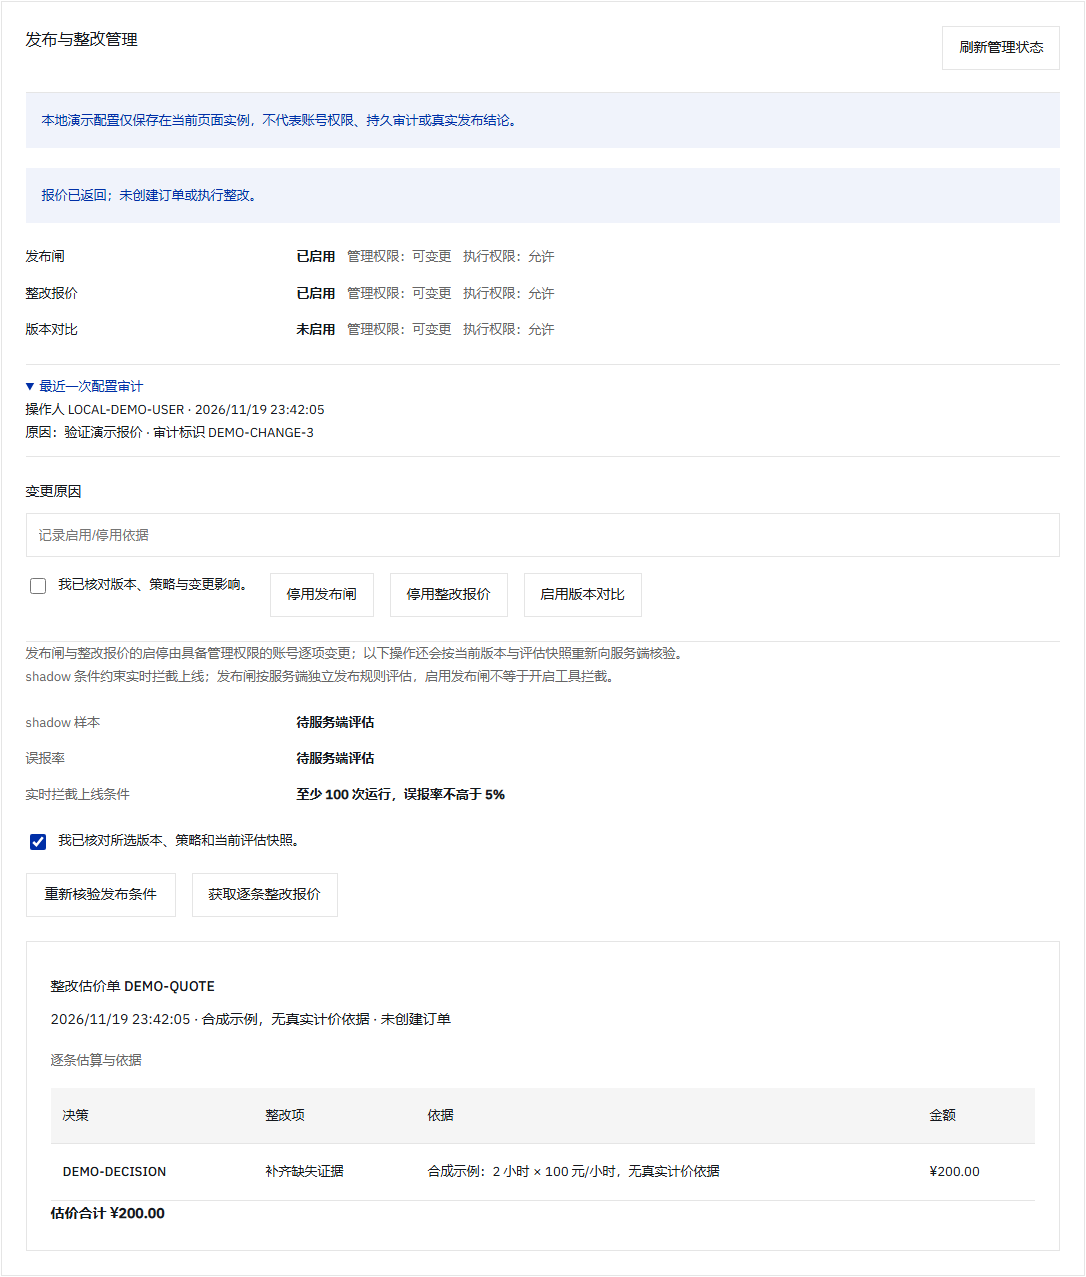 发布与整改管理
刷新管理状态
本地演示配置仅保存在当前页面实例，不代表账号权限、持久审计或真实发布结论。
报价已返回；未创建订单或执行整改。
发布闸 已启用 管理权限：可变更 执行权限：允许
整改报价 已启用 管理权限：可变更 执行权限：允许
版本对比 未启用 管理权限：可变更 执行权限：允许
▼ 最近一次配置审计
操作人 LOCAL-DEMO-USER · 2026/11/19 23:42:05
原因：验证演示报价 · 审计标识 DEMO-CHANGE-3
变更原因
记录启用/停用依据
我已核对版本、策略与变更影响。 停用发布闸 停用整改报价 启用版本对比
发布闸与整改报价的启停由具备管理权限的账号逐项变更；以下操作还会按当前版本与评估快照重新向服务端核验。
shadow 条件约束实时拦截上线；发布闸按服务端独立发布规则评估，启用发布闸不等于开启工具拦截。
shadow 样本 待服务端评估
误报率 待服务端评估
实时拦截上线条件 至少 100 次运行，误报率不高于 5%
我已核对所选版本、策略和当前评估快照。
重新核验发布条件 获取逐条整改报价
整改估价单 DEMO-QUOTE
2026/11/19 23:42:05 · 合成示例，无真实计价依据 · 未创建订单
逐条估算与依据
决策 整改项 依据 金额
DEMO-DECISION 补齐缺失证据 合成示例：2 小时 × 100 元/小时，无真实计价依据 ¥200.00
估价合计 ¥200.00